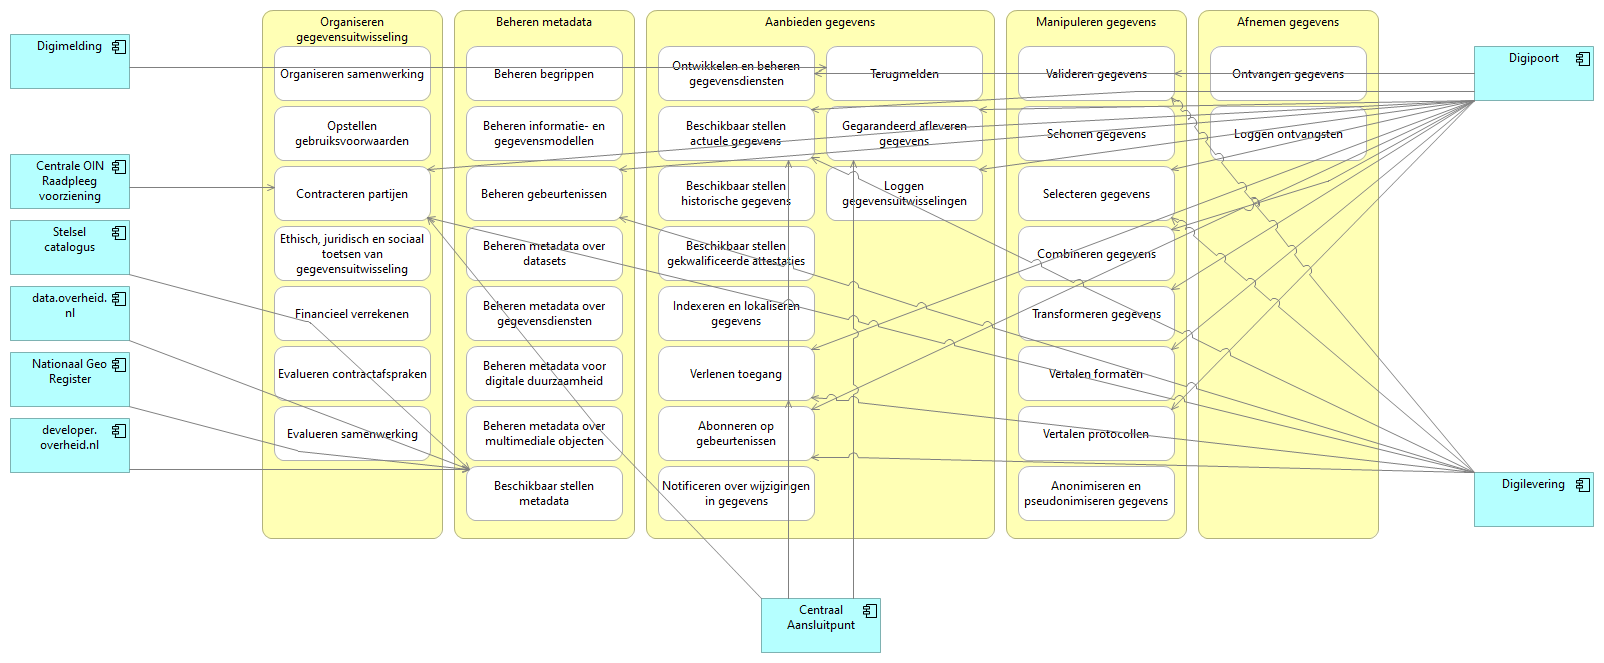 Organiseren
gegevensuitwisseling
Organiseren samenwerking
Opstellen
gebruiksvoorwaarden
Contracteren partijen
Ethisch, juridisch en sociaal
toetsen van
gegevensuitwisseling
Financieel verrekenen
Evalueren contractafspraken
Evalueren samenwerking
Beheren metadata
Beheren begrippen
Beheren informatie- en
gegevensmodellen
Beheren gebeurtenissen
Beheren metadata over
datasets
Beheren metadata over
gegevensdiensten
Beheren metadata voor
digitale duurzaamheid
Beheren metadata over
multimediale objecten
Beschikbaar stellen
metadata
Aanbieden gegevens
Ontwikkelen en beheren
gegevensdiensten
Beschikbaar stellen
actuele gegevens
Beschikbaar stellen
historische gegevens
Beschikbaar stellen
gekwalificeerde attestaties
Indexeren en lokaliseren
gegevens
Verlenen toegang
Abonneren op
gebeurtenissen
Notificeren over wijzigingen
in gegevens
Terugmelden
Gegarandeerd afleveren
gegevens
Loggen
gegevensuitwisselingen
Manipuleren gegevens
Valideren gegevens
Schonen gegevens
Selecteren gegevens
Combineren gegevens
Transformeren gegevens
Vertalen formaten
Vertalen protocollen
Anonimiseren en
pseudonimiseren gegevens
Afnemen gegevens
Ontvangen gegevens
Loggen ontvangsten
Digimelding
Centrale OIN
Raadpleeg
voorziening
Stelsel
catalogus
data.overheid.
nl
Nationaal Geo
Register
developer.
overheid.nl
Digipoort
Digilevering
Centraal
Aansluitpunt